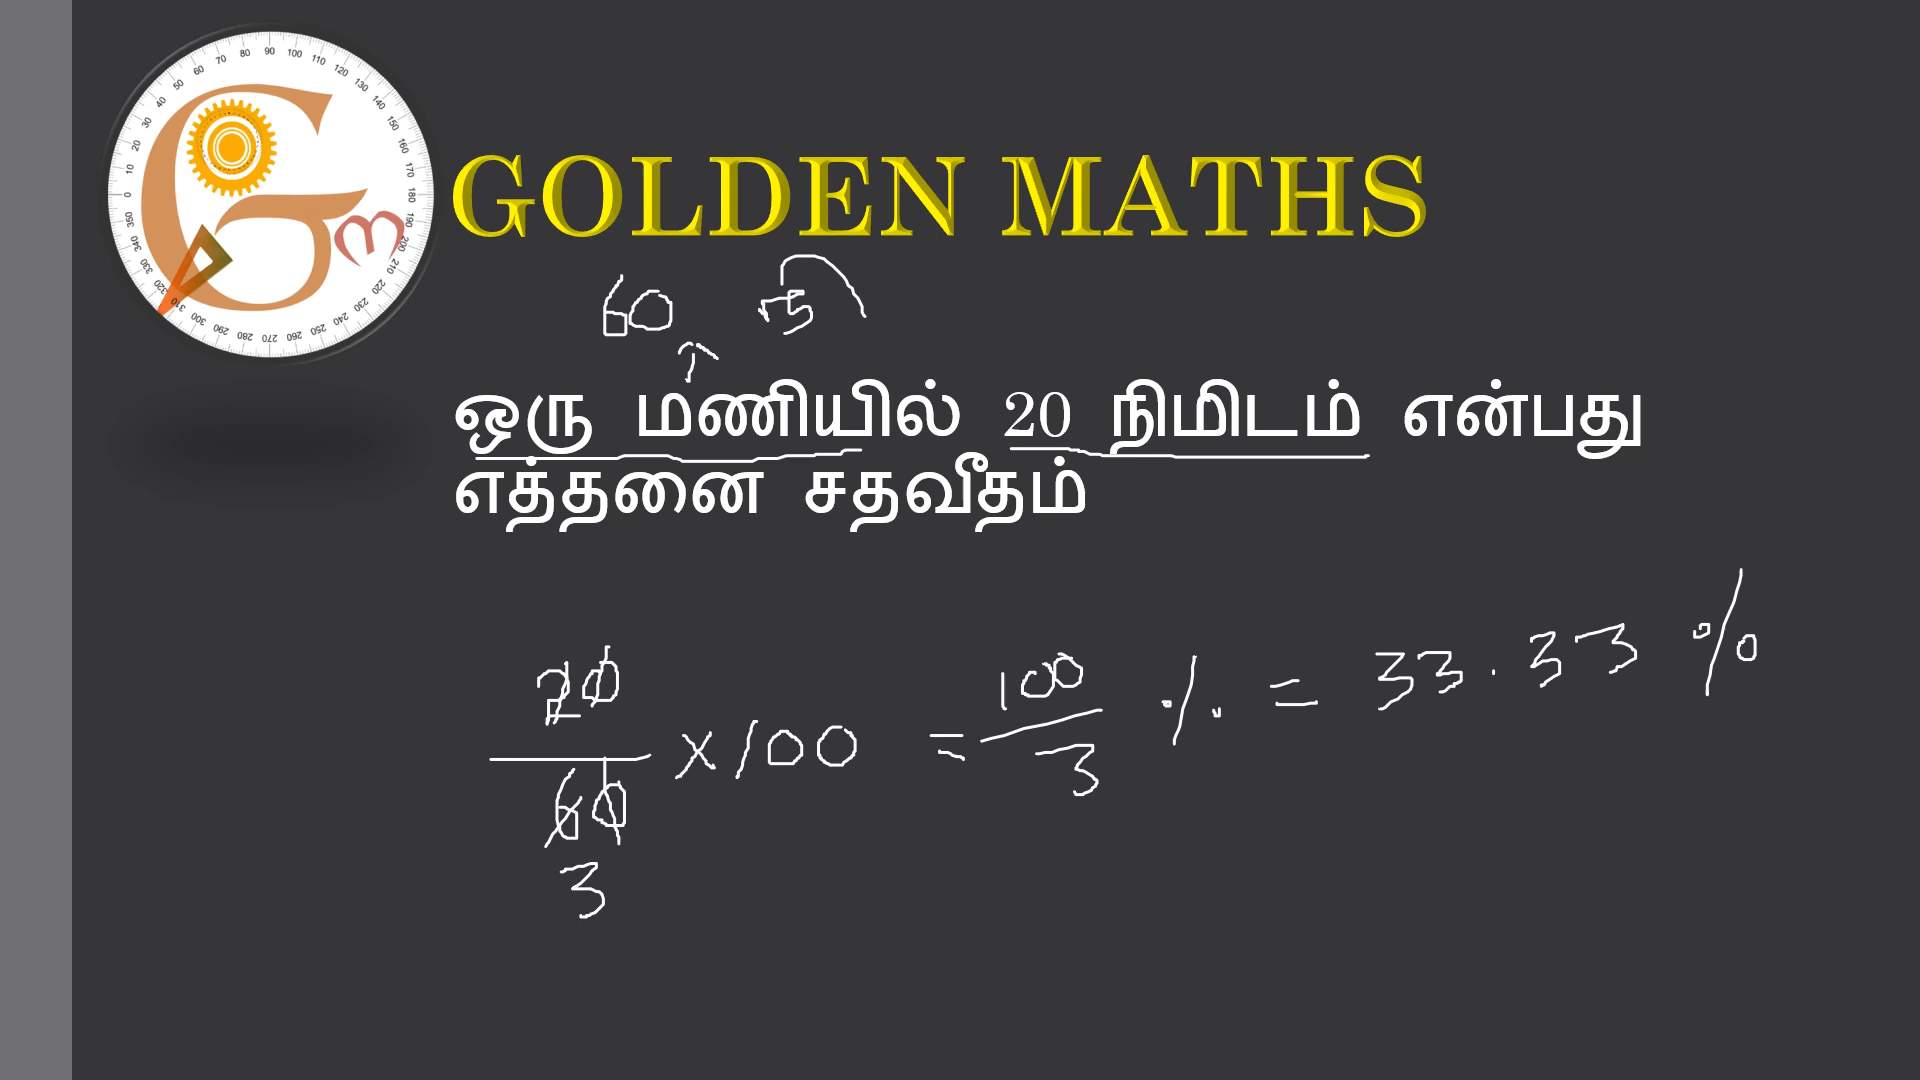 GOLDEN MATHS
60 நி
ஒரு மணியில் 20 நிமிடம் என்பது
எத்தனை சதவீதம்
20/60 × 100 = 100/3 % = 33.33 %
3